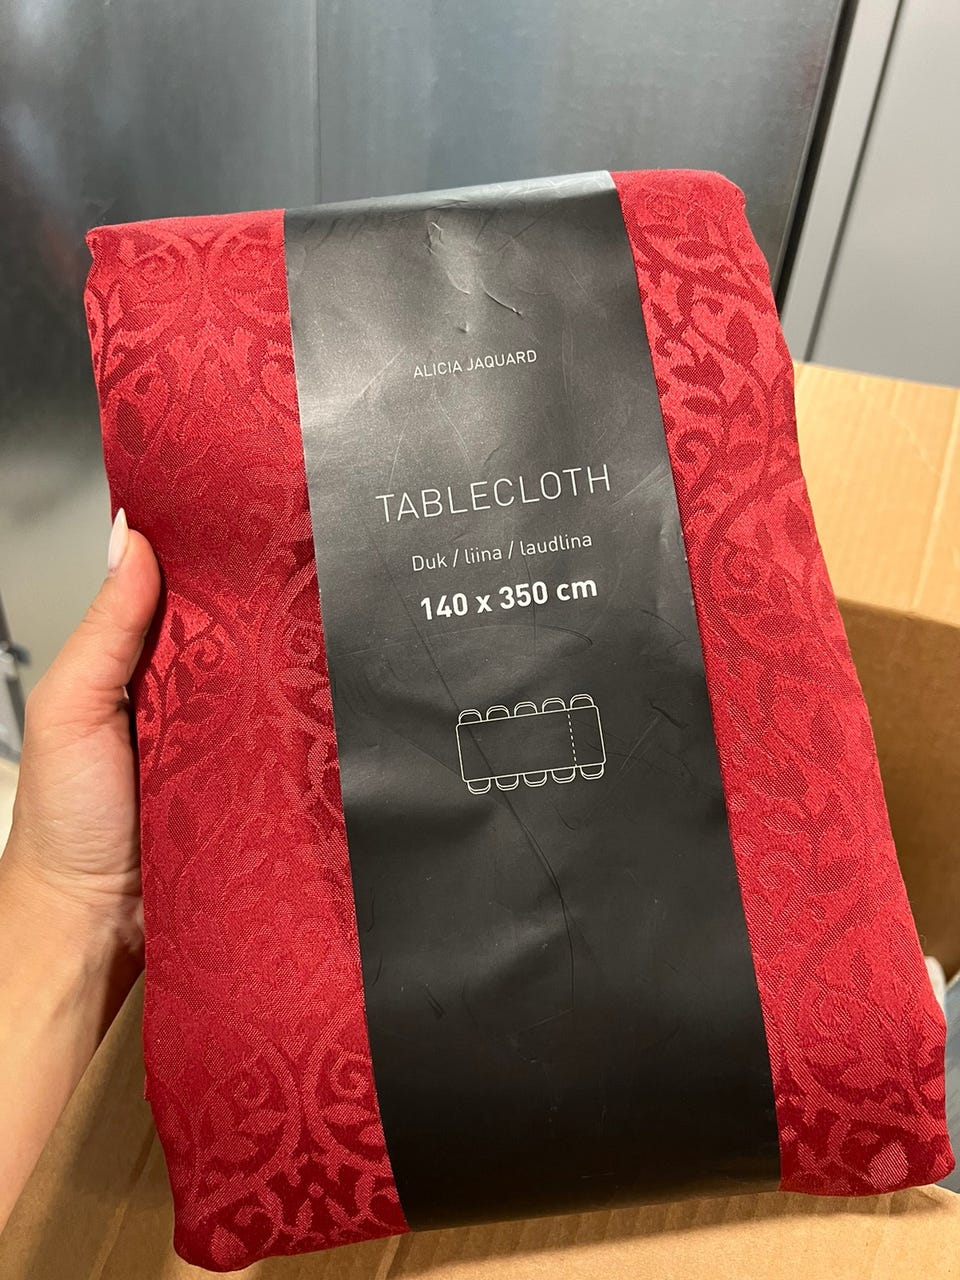 ALICIA JAQUARD
TABLECLOTH
Duk / liina / laudlina
140 x 350 cm